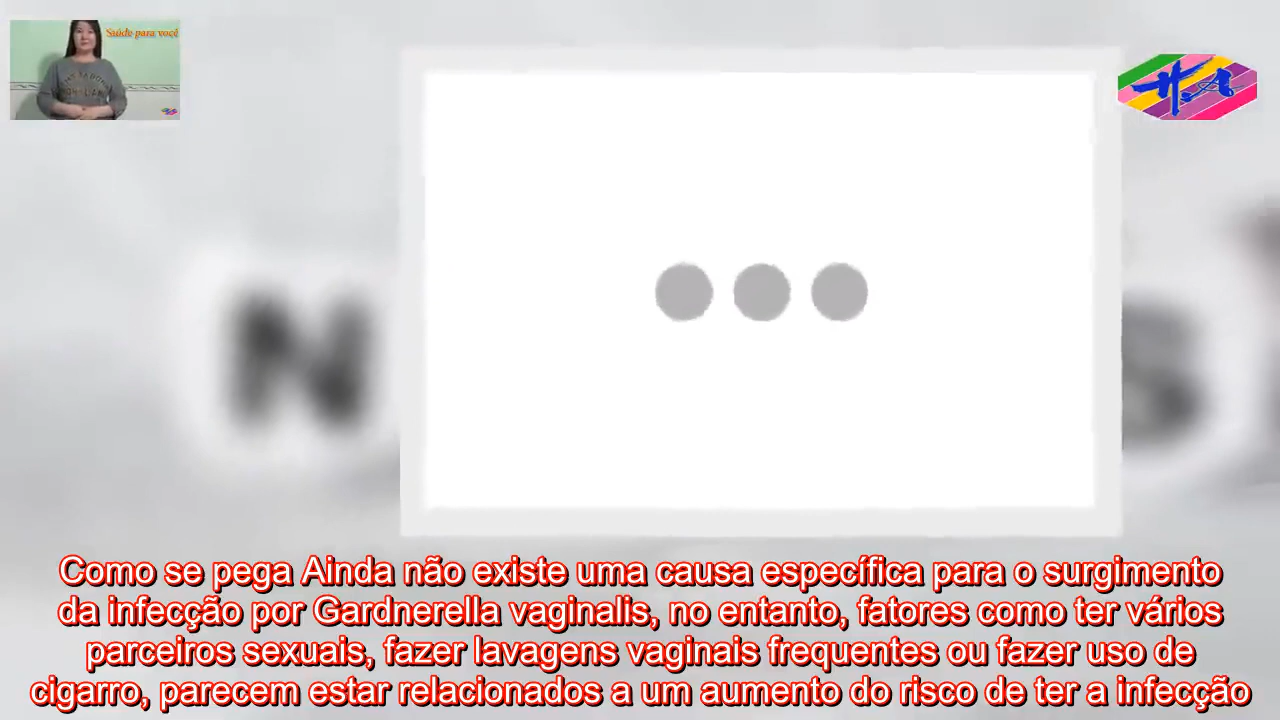 Saúde para você
H.A
N
S
Como se pega Ainda não existe uma causa específica para o surgimento
da infecção por Gardnerella vaginalis, no entanto, fatores como ter vários
parceiros sexuais, fazer lavagens vaginais frequentes ou fazer uso de
cigarro, parecem estar relacionados a um aumento do risco de ter a infecção